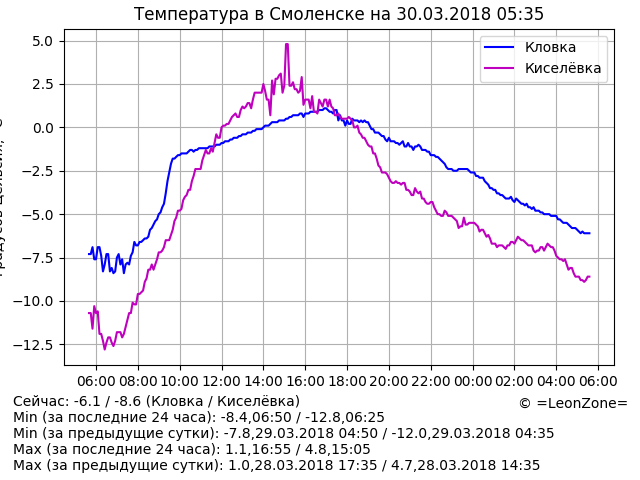 Температура в Смоленске на 30.03.2018 05:35
Кловка
Киселёвка
5.0
2.5
0.0
−2.5
−5.0
−7.5
−10.0
−12.5
06:00 08:00 10:00 12:00 14:00 16:00 18:00 20:00 22:00 00:00 02:00 04:00 06:00
Сейчас: -6.1 / -8.6 (Кловка / Киселёвка)
© =LeonZone=
Min (за последние 24 часа): -8.4,06:50 / -12.8,06:25
Min (за предыдущие сутки): -7.8,29.03.2018 04:50 / -12.0,29.03.2018 04:35
Max (за последние 24 часа): 1.1,16:55 / 4.8,15:05
Max (за предыдущие сутки): 1.0,28.03.2018 17:35 / 4.7,28.03.2018 14:35